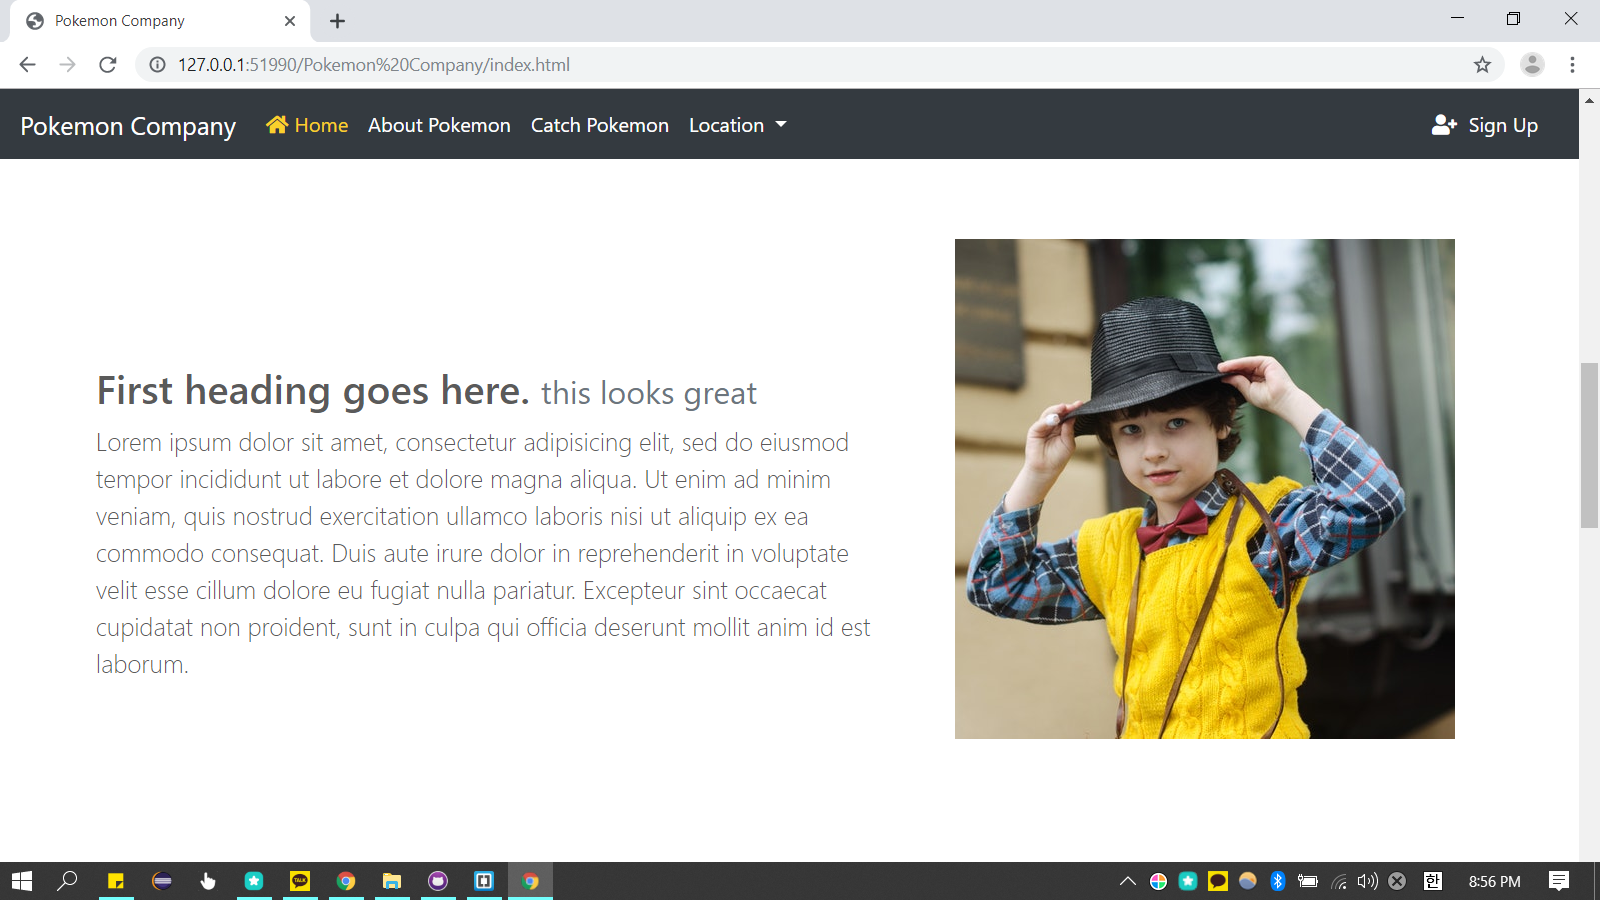 Pokemon Company
127.0.0.1:51990/Pokemon%20Company/index.html
Pokemon Company Home About Pokemon Catch Pokemon Location Sign Up
First heading goes here. this looks great
Lorem ipsum dolor sit amet, consectetur adipisicing elit, sed do eiusmod
tempor incididunt ut labore et dolore magna aliqua. Ut enim ad minim
veniam, quis nostrud exercitation ullamco laboris nisi ut aliquip ex ea
commodo consequat. Duis aute irure dolor in reprehenderit in voluptate
velit esse cillum dolore eu fugiat nulla pariatur. Excepteur sint occaecat
cupidatat non proident, sunt in culpa qui officia deserunt mollit anim id est
laborum.
TALK 한 8:56 PM